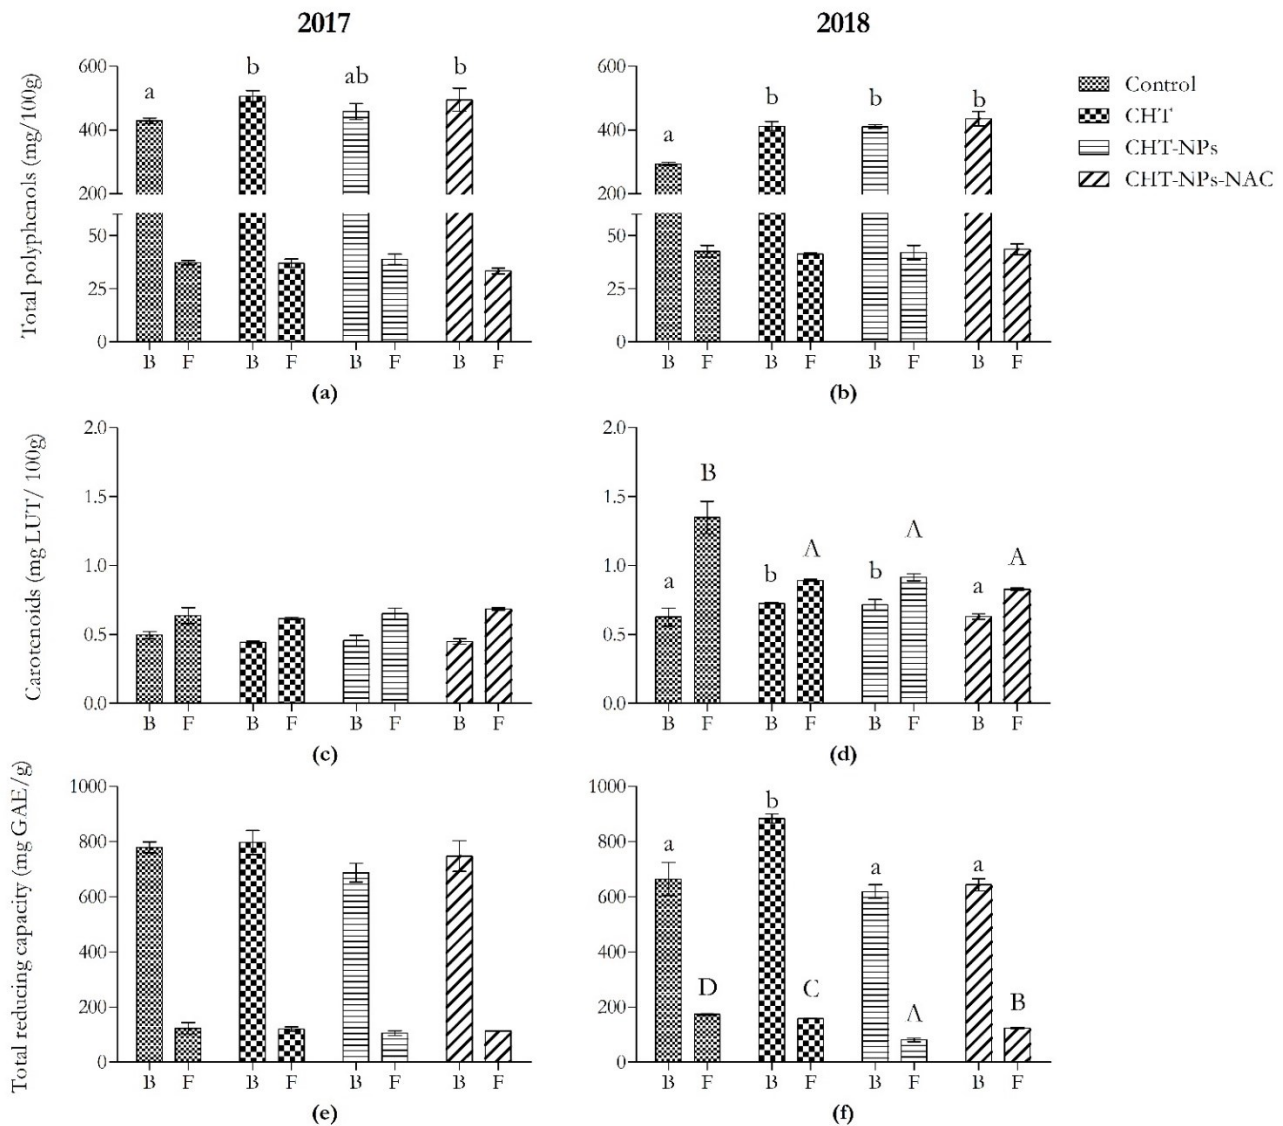 2017
2018
Total polyphenols (mg/100g)
600
400
200
50
25
0
a
b
ab
b
B F B F B F B F
(a)
600
400
200
50
25
0
a
b
b
b
B F B F B F B F
(b)
Control
CHT
CHT-NPs
CHT-NPs-NAC
Carotenoids (mg LUT/ 100g)
2.0
1.5
1.0
0.5
0.0
B F B F B F B F
(c)
2.0
1.5
1.0
0.5
0.0
a
B
b
A
b
A
a
A
B F B F B F B F
(d)
Total reducing capacity (mg GAE/g)
1000
800
600
400
200
0
B F B F B F B F
(e)
1000
800
600
400
200
0
a
D
b
C
a
A
a
B
B F B F B F B F
(f)